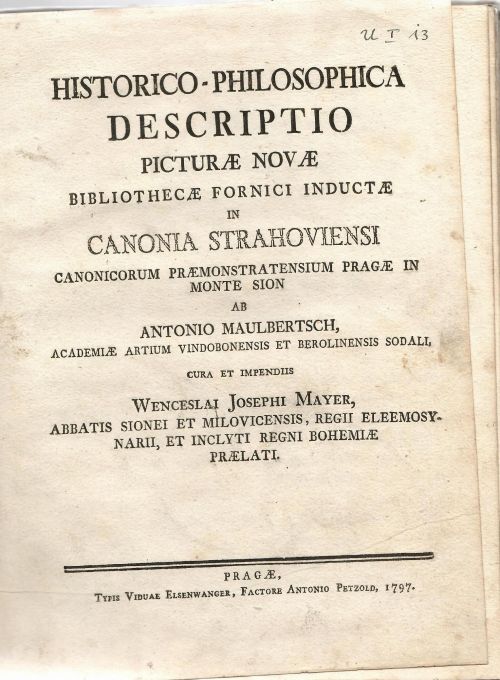 U I 13
HISTORICO-PHILOSOPHICA
DESCRIPTIO
PICTURÆ NOVÆ
BIBLIOTHECÆ FORNICI INDUCTÆ
IN
CANONIA STRAHOVIENSI
CANONICORUM PRÆMONSTRATENSIUM PRAGÆ IN
MONTE SION
AB
ANTONIO MAULBERTSCH,
ACADEMIÆ ARTIUM VINDOBONENSIS ET BEROLINENSIS SODALI,
CURA ET IMPENDIIS
WENCESLAI JOSEPHI MAYER,
ABBATIS SIONEI ET MILOVICENSIS, REGII ELEEMOSY-
NARII, ET INCLYTI REGNI BOHEMIÆ
PRÆLATI.
PRAGÆ,
TYPIS VIDUAE ELSENWANGER, FACTORE ANTONIO PETZOLD, 1797.